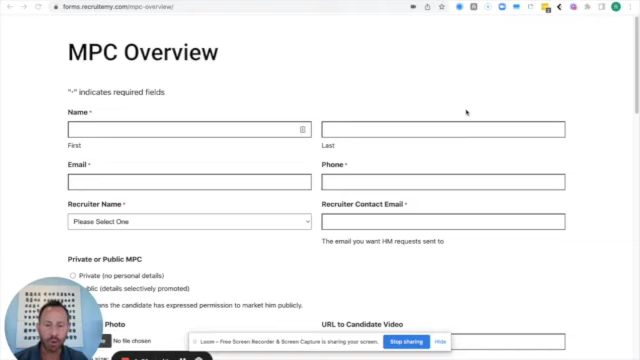 forms.recruitemy.com/mpc-overview/
MPC Overview
"*" indicates required fields
Name *
First
Last
Email *
Phone *
Recruiter Name *
Recruiter Contact Email *
Please Select One
The email you want HM requests sent to
Private or Public MPC
Private (no personal details)
(details selectively promoted)
the candidate has expressed permission to market him publicly.
Photo
URL to Candidate Video
No file chosen
Loom – Free Screen Recorder & Screen Capture is sharing your screen.
Stop sharing
Hide